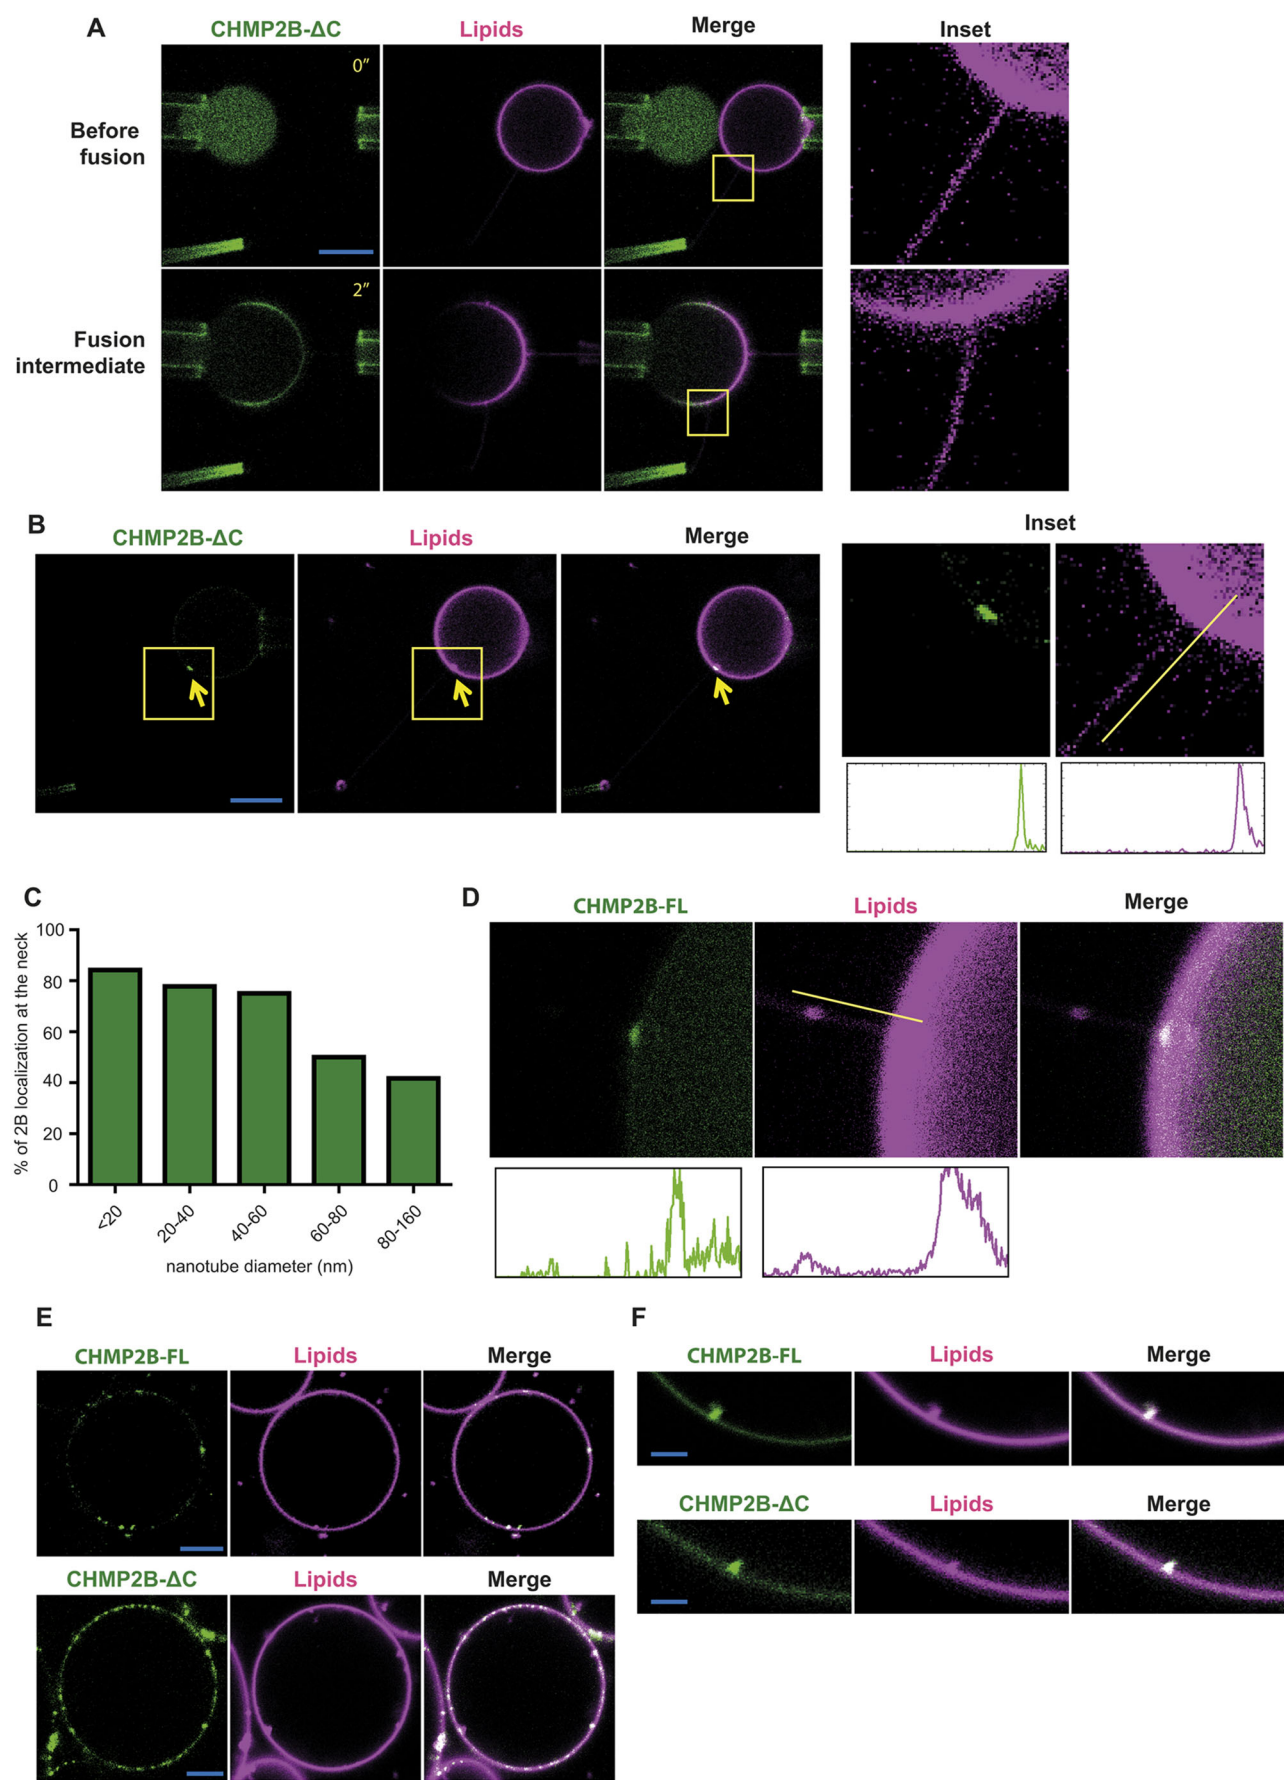 A
CHMP2B-ΔC
Lipids
Merge
Inset
0″
Before
fusion
2″
Fusion
intermediate
B
CHMP2B-ΔC
Lipids
Merge
Inset
C
% of 2B localization at the neck
100
80
60
40
20
0
<20
20-40
40-60
60-80
80-160
nanotube diameter (nm)
D
CHMP2B-FL
Lipids
Merge
E
CHMP2B-FL
Lipids
Merge
CHMP2B-ΔC
Lipids
Merge
F
CHMP2B-FL
Lipids
Merge
CHMP2B-ΔC
Lipids
Merge